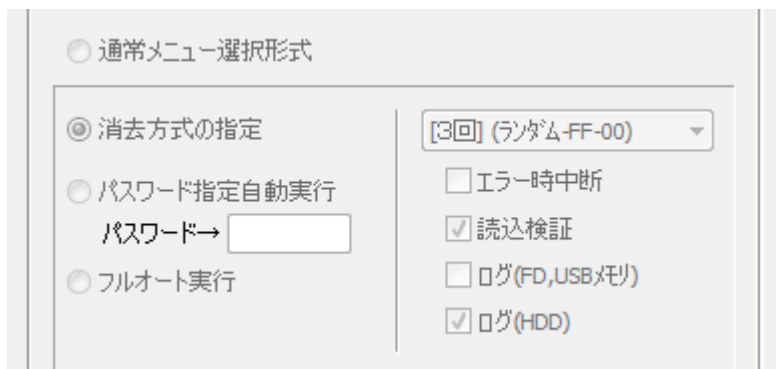 通常メニュー選択形式
消去方式の指定
パスワード指定自動実行
パスワード→
フルオート実行
[3回] (ランダム-FF-00)
エラー時中断
読込検証
ログ(FD,USBメモリ)
ログ(HDD)